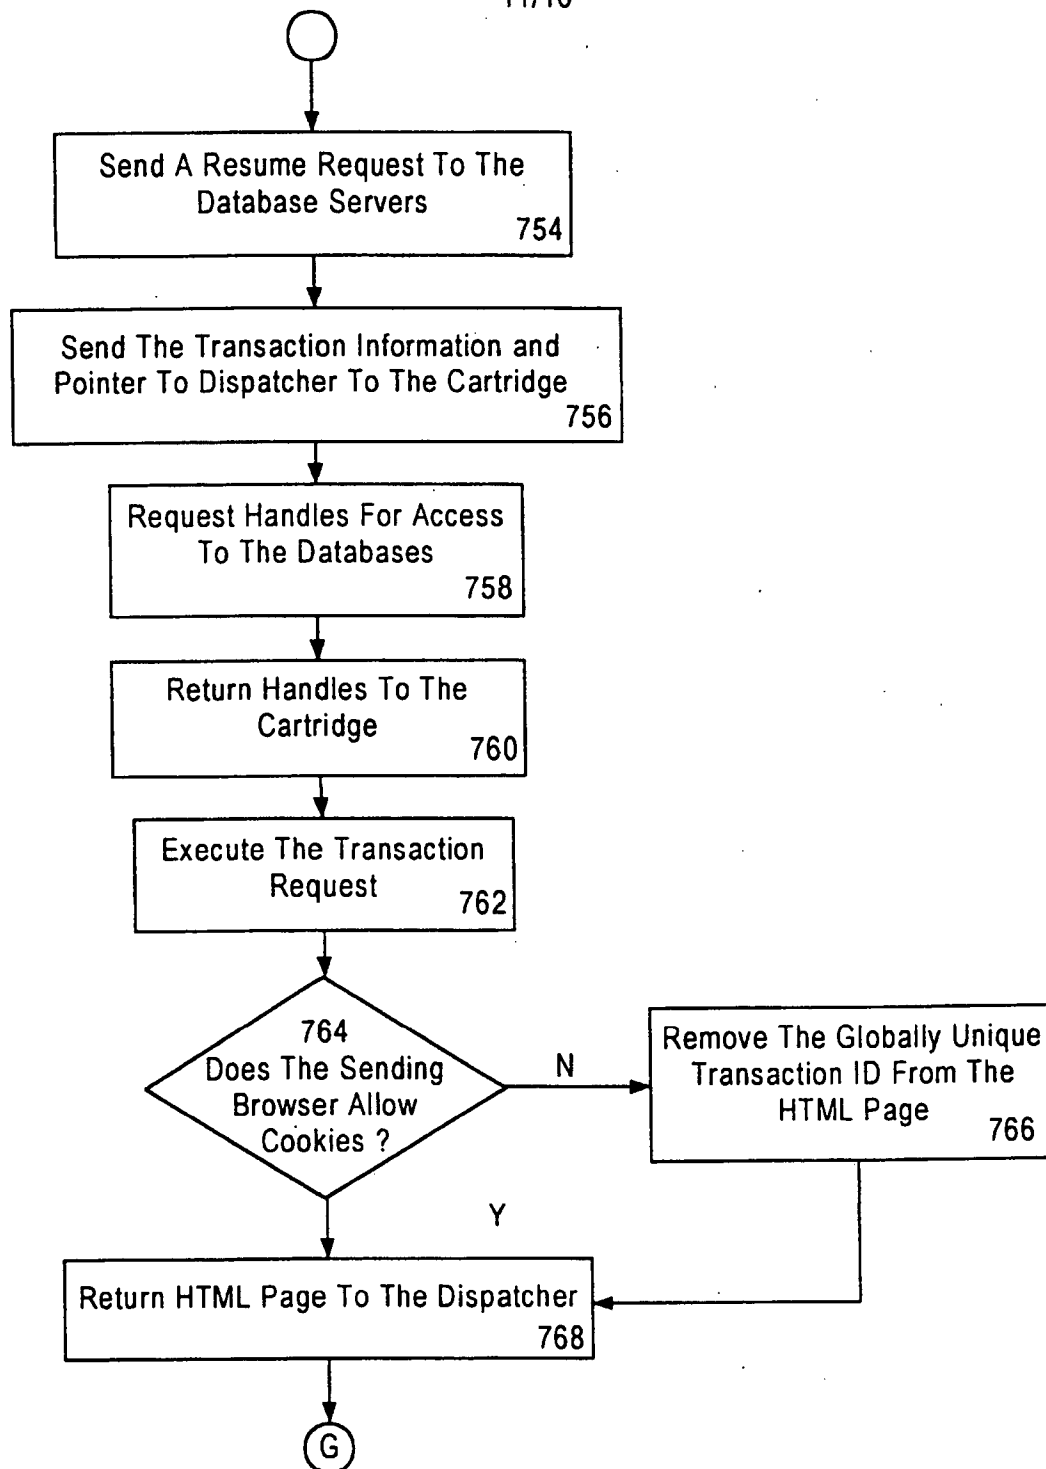 Send A Resume Request To The
Database Servers
754
Send The Transaction Information and
Pointer To Dispatcher To The Cartridge
756
Request Handles For Access
To The Databases
758
Return Handles To The
Cartridge
760
Execute The Transaction
Request
762
764
Does The Sending
Browser Allow
Cookies ?
N
Remove The Globally Unique
Transaction ID From The
HTML Page
766
Y
Return HTML Page To The Dispatcher
768
G